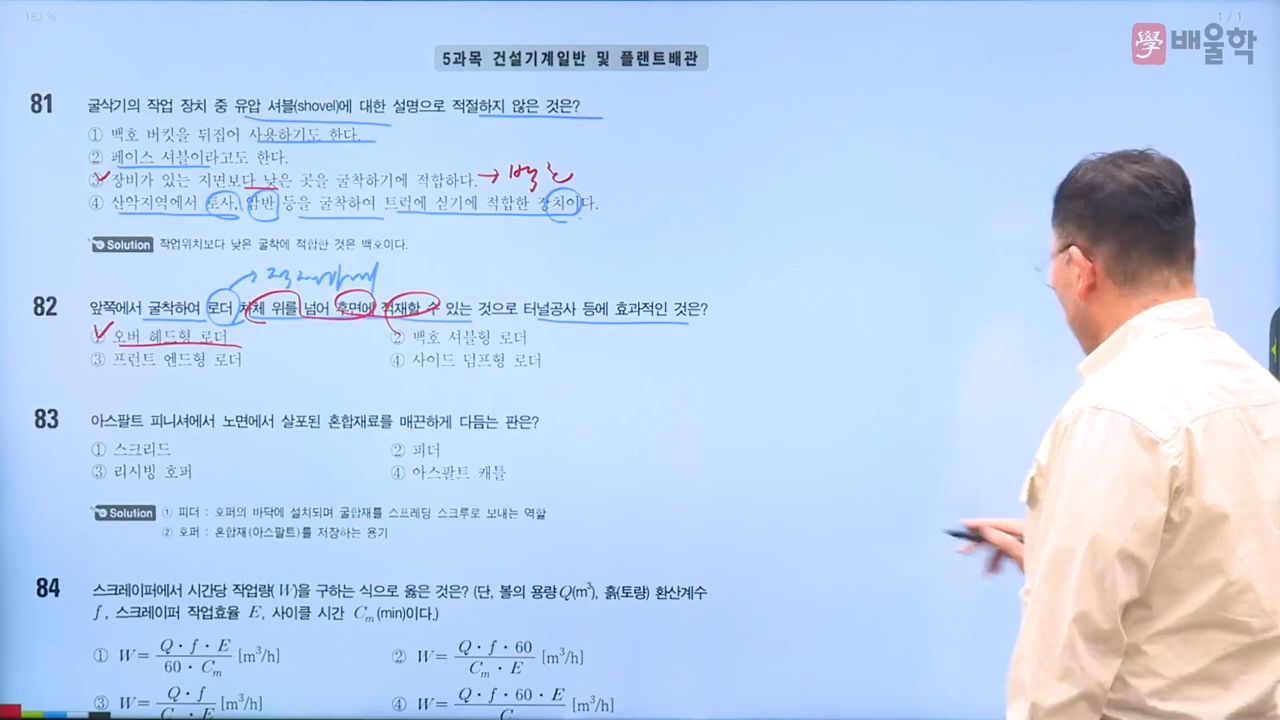 182 %
1 / 1
學 배울학
5과목 건설기계일반 및 플랜트배관
81 굴삭기의 작업 장치 중 유압 셔블(shovel)에 대한 설명으로 적절하지 않은 것은?
① 백호 버킷을 뒤집어 사용하기도 한다.
② 페이스 셔블이라고도 한다.
③ 장비가 있는 지면보다 낮은 곳을 굴착하기에 적합하다. → 백호
④ 산악지역에서 토사, 암반 등을 굴착하여 트럭에 싣기에 적합한 장치이다.
Solution 작업위치보다 낮은 굴착에 적합한 것은 백호이다.
82 앞쪽에서 굴착하여 로더 차체 위를 넘어 후면에 적재할 수 있는 것으로 터널공사 등에 효과적인 것은?
① 오버 헤드형 로더
② 백호 셔블형 로더
③ 프런트 엔드형 로더
④ 사이드 덤프형 로더
83 아스팔트 피니셔에서 노면에서 살포된 혼합재료를 매끈하게 다듬는 판은?
① 스크리드
② 피더
③ 리시빙 호퍼
④ 아스팔트 캐틀
Solution ① 피더 : 호퍼의 바닥에 설치되며 굴합재를 스프레딩 스크루로 보내는 역할
② 호퍼 : 혼합재(아스팔트)를 저장하는 용기
84 스크레이퍼에서 시간당 작업량(W)을 구하는 식으로 옳은 것은? (단, 볼의 용량 Q(m³), 흙(토량) 환산계수
f, 스크레이퍼 작업효율 E, 사이클 시간 Cm(min)이다.)
① W= Q·f·E / 60·Cm [m³/h]
② W= Q·f·60 / Cm·E [m³/h]
③ W= Q·f / C·E [m³/h]
④ W= Q·f·60·E / C [m³/h]